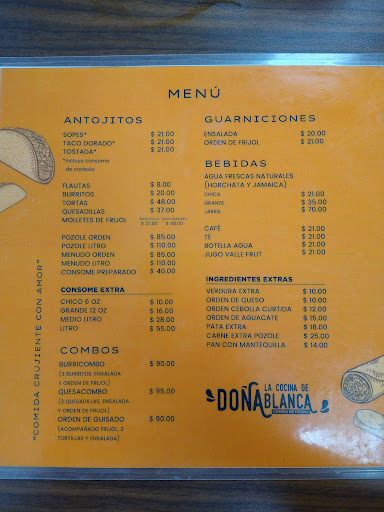 MENÚ
ANTOJITOS
SOPES* $ 21.00
TACO DORADO* $ 21.00
TOSTADA* $ 21.00
*Incluye consome
de cortesía
FLAUTAS $ 8.00
BURRITOS $ 20.00
TORTAS $ 48.00
QUESADILLAS $ 37.00
MOLLETES DE FRIJOL
POZOLE ORDEN $ 85.00
POZOLE LITRO $ 110.00
MENUDO ORDEN $ 85.00
MENUDO LITRO $ 110.00
CONSOME PREPARADO $ 40.00
CONSOME EXTRA
CHICO 6 OZ $ 10.00
GRANDE 12 OZ $ 16.00
MEDIO LITRO $ 28.00
LITRO $ 55.00
COMBOS
BURRICOMBO $ 90.00
(3 BURRITOS, ENSALADA
Y ORDEN DE FRIJOL)
QUESACOMBO $ 95.00
(2 QUESADILLAS, ENSALADA
Y ORDEN DE FRIJOL)
ORDEN DE GUISADO $ 90.00
(ACOMPAÑADO FRIJOL, 3
TORTILLAS Y ENSALADA)
"COMIDA CRUJIENTE CON AMOR"
GUARNICIONES
ENSALADA $ 20.00
ORDEN DE FRIJOL $ 21.00
BEBIDAS
AGUA FRESCAS NATURALES
(HORCHATA Y JAMAICA)
CHICA $ 21.00
GRANDE $ 35.00
JARRA $ 70.00
CAFÉ $ 21.00
TÉ $ 21.00
BOTELLA AGUA $ 21.00
JUGO VALLE FRUT $ 21.00
INGREDIENTES EXTRAS
VERDURA EXTRA $ 10.00
ORDEN DE QUESO $ 10.00
ORDEN CEBOLLA CURTIDA $ 12.00
ORDEN DE AGUACATE $ 15.00
PATA EXTRA $ 18.00
CARNE EXTRA POZOLE $ 25.00
PAN CON MANTEQUILLA $ 14.00
LA COCINA DE
DOÑA BLANCA